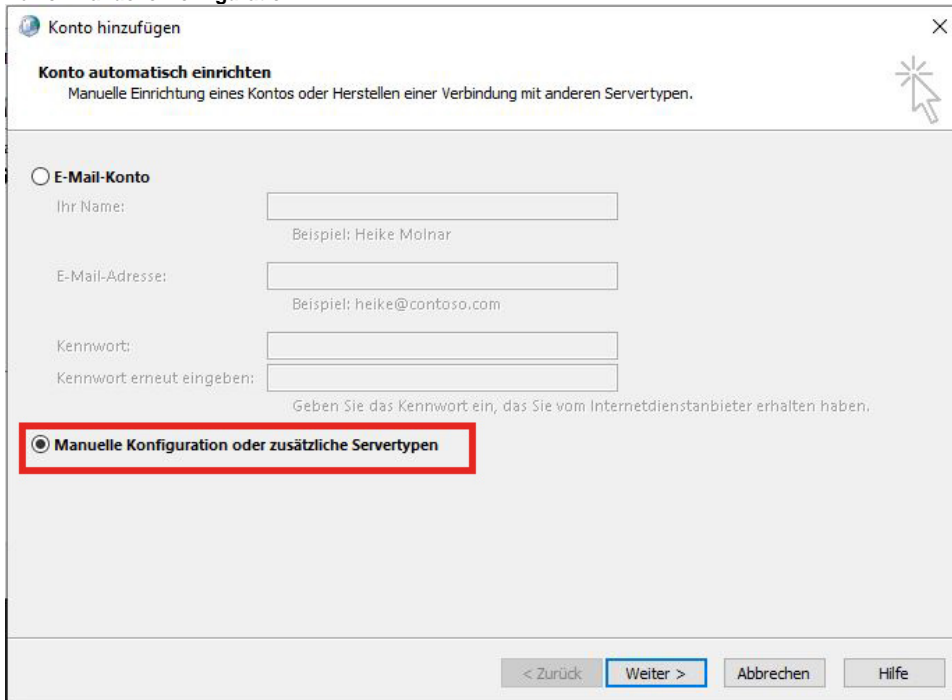 Konto hinzufügen
Konto automatisch einrichten
Manuelle Einrichtung eines Kontos oder Herstellen einer Verbindung mit anderen Servertypen.
E-Mail-Konto
Ihr Name:
Beispiel: Heike Molnar
E-Mail-Adresse:
Beispiel: heike@contoso.com
Kennwort:
Kennwort erneut eingeben:
Geben Sie das Kennwort ein, das Sie vom Internetdienstanbieter erhalten haben.
Manuelle Konfiguration oder zusätzliche Servertypen
< Zurück Weiter > Abbrechen Hilfe